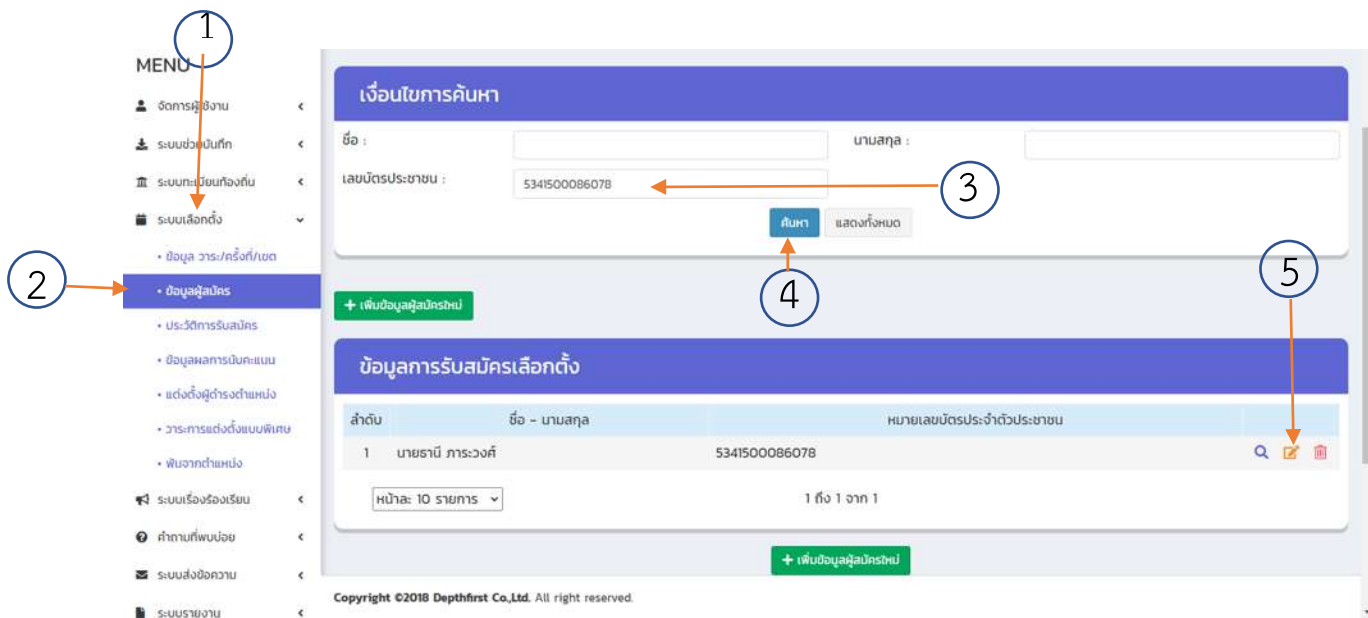 1
MENU
จัดการผู้ใช้งาน
ระบบช่วยบันทึก
ระบบทะเบียนท้องถิ่น
ระบบเลือกตั้ง
• ข้อมูล วาระ/ครั้งที่/เขต
2
• ข้อมูลผู้สมัคร
• ประวัติการรับสมัคร
• ข้อมูลผลการนับคะแนน
• แต่งตั้งผู้ดำรงตำแหน่ง
• วาระการแต่งตั้งแบบพิเศษ
• พ้นจากตำแหน่ง
ระบบเรื่องร้องเรียน
คำถามที่พบบ่อย
ระบบส่งข้อความ
ระบบรายงาน
เงื่อนไขการค้นหา
ชื่อ : นามสกุล :
เลขบัตรประชาชน : 5341500086078
3
ค้นหา แสดงทั้งหมด
4
5
+ เพิ่มข้อมูลผู้สมัครใหม่
ข้อมูลการรับสมัครเลือกตั้ง
ลำดับ ชื่อ - นามสกุล หมายเลขบัตรประจำตัวประชาชน
1 นายธานี ภาระวงศ์ 5341500086078
หน้าละ 10 รายการ 1 ถึง 1 จาก 1
+ เพิ่มข้อมูลผู้สมัครใหม่
Copyright ©2018 Depthfirst Co.,Ltd. All right reserved.